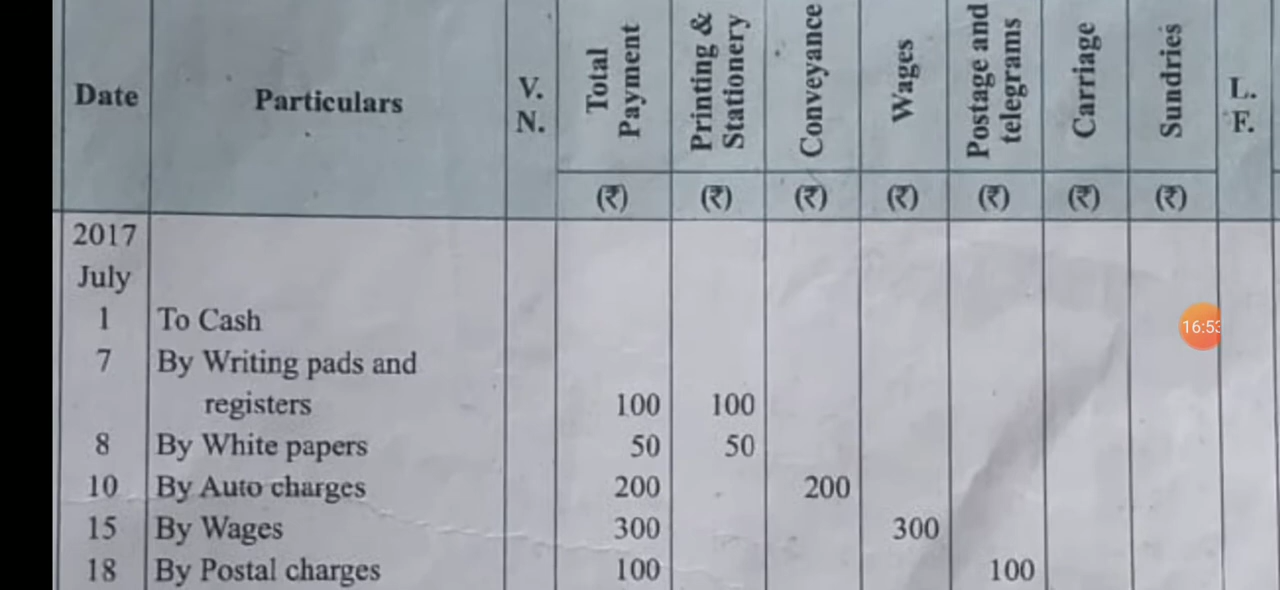 Date Particulars V. N. Total Payment Printing & Stationery Conveyance Wages Postage and telegrams Carriage Sundries L. F.
(₹) (₹) (₹) (₹) (₹) (₹) (₹)
2017
July
1 To Cash
7 By Writing pads and
registers 100 100
8 By White papers 50 50
10 By Auto charges 200 200
15 By Wages 300 300
18 By Postal charges 100 100
16:53